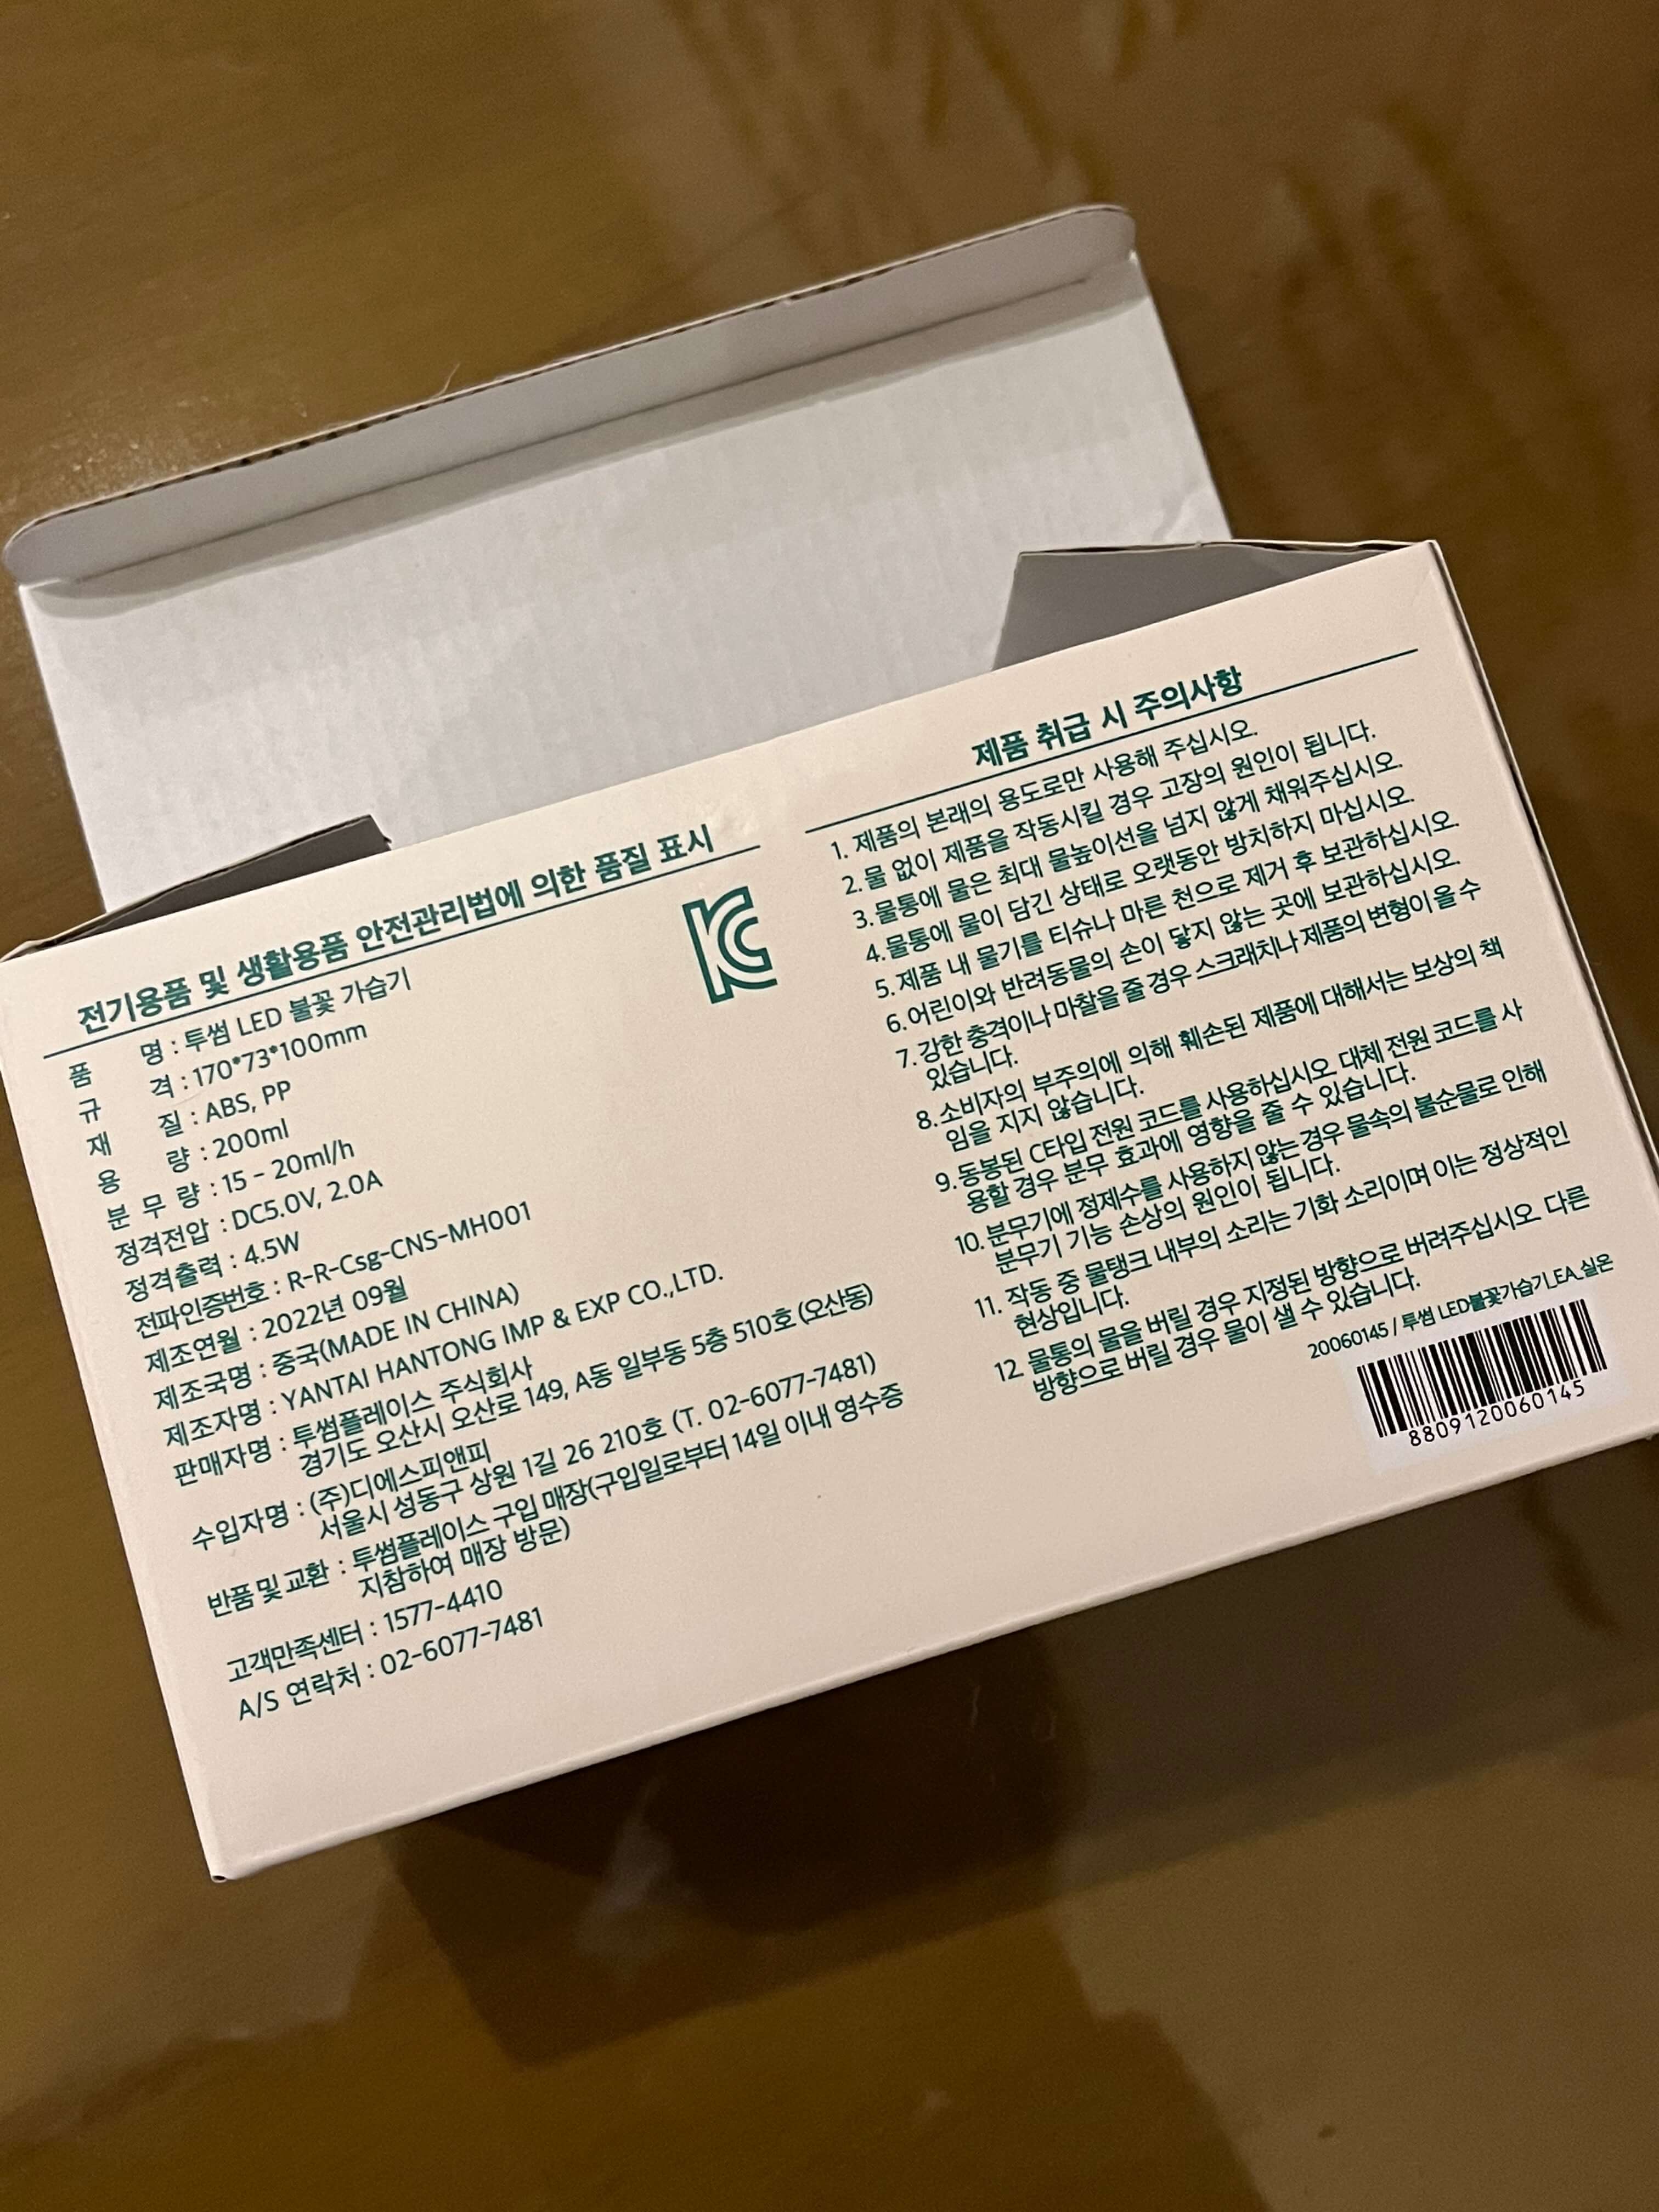 전기용품 및 생활용품 안전관리법에 의한 품질 표시
KC
품 명 : 투썸 LED 불꽃 가습기
규 격 : 170*73*100mm
재 질 : ABS, PP
용 량 : 200ml
분 무 량 : 15 - 20ml/h
정격전압 : DC5.0V, 2.0A
정격출력 : 4.5W
전파인증번호 : R-R-Csg-CNS-MH001
제조연월 : 2022년 09월
제조국명 : 중국(MADE IN CHINA)
제조자명 : YANTAI HANTONG IMP & EXP CO.,LTD.
판매자명 : 투썸플레이스 주식회사
경기도 오산시 오산로 149, A동 일부동 5층 510호 (오산동)
수입자명 : (주)디에스피앤피
서울시 성동구 상원 1길 26 210호 (T. 02-6077-7481)
반품 및 교환 : 투썸플레이스 구입 매장(구입일로부터 14일 이내 영수증
지참하여 매장 방문)
고객만족센터 : 1577-4410
A/S 연락처 : 02-6077-7481
제품 취급 시 주의사항
1. 제품의 본래의 용도로만 사용해 주십시오.
2. 물 없이 제품을 작동시킬 경우 고장의 원인이 됩니다.
3. 물통에 물은 최대 물높이선을 넘지 않게 채워주십시오.
4. 물통에 물이 담긴 상태로 오랫동안 방치하지 마십시오.
5. 제품 내 물기를 티슈나 마른 천으로 제거 후 보관하십시오.
6. 어린이와 반려동물의 손이 닿지 않는 곳에 보관하십시오.
7. 강한 충격이나 마찰을 줄 경우 스크래치나 제품의 변형이 올 수
있습니다.
8. 소비자의 부주의에 의해 훼손된 제품에 대해서는 보상의 책
임을 지지 않습니다.
9. 동봉된 C타입 전원 코드를 사용하십시오. 대체 전원 코드를 사
용할 경우 분무 효과에 영향을 줄 수 있습니다.
10. 분무기에 정제수를 사용하지 않는 경우 물속의 불순물로 인해
분무기 기능 손상의 원인이 됩니다.
11. 작동 중 물탱크 내부의 소리는 기화 소리이며 이는 정상적인
현상입니다.
12. 물통의 물을 버릴 경우 지정된 방향으로 버려주십시오. 다른
방향으로 버릴 경우 물이 샐 수 있습니다.
20060145 / 투썸 LED불꽃가습기_EA_실온
8809120060145